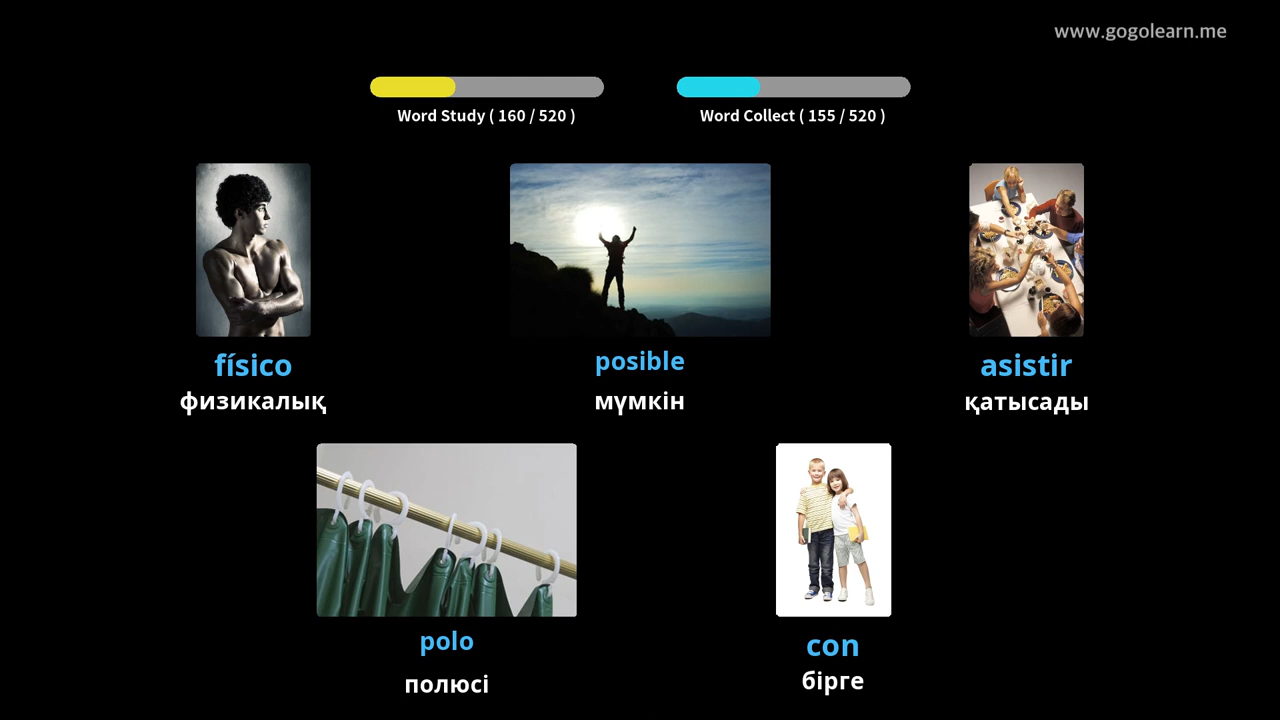 www.gogolearn.me
Word Study ( 160 / 520 )
Word Collect ( 155 / 520 )
físico
физикалық
posible
мүмкін
asistir
қатысады
polo
полюсі
con
бірге